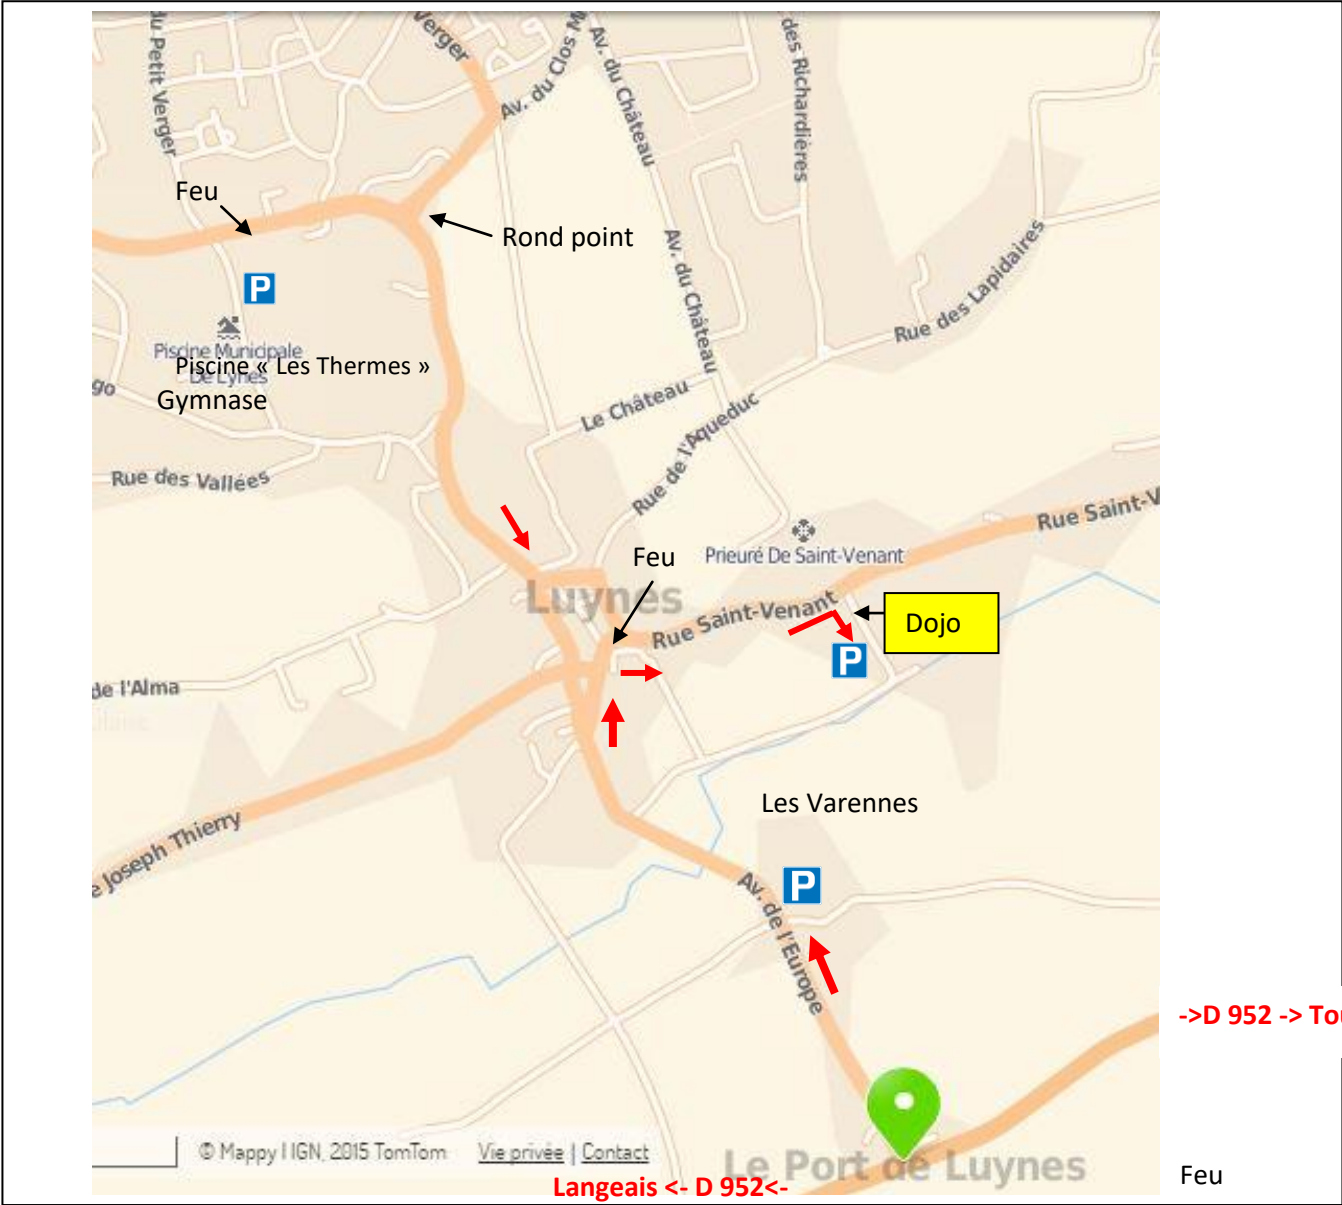 du Petit Verger
Verger
Av. du Clos M
Av. du Château
des Richardières
Feu
Rond point
Av. du Château
Rue des Lapidaires
P
Piscine Municipale
De Lynes
Piscine « Les Thermes »
Gymnase
go
Le Château
Rue de l'Aqueduc
Rue des Vallées
Rue Saint-V
Feu
Prieuré De Saint-Venant
Luynes
Rue Saint-Venant
Dojo
P
de l'Alma
Les Varennes
e Joseph Thierry
P
Av. de l'Europe
->D 952 -> Tou
© Mappy | IGN, 2015 TomTom Vie privée | Contact
Le Port de Luynes
Feu
Langeais <- D 952<-